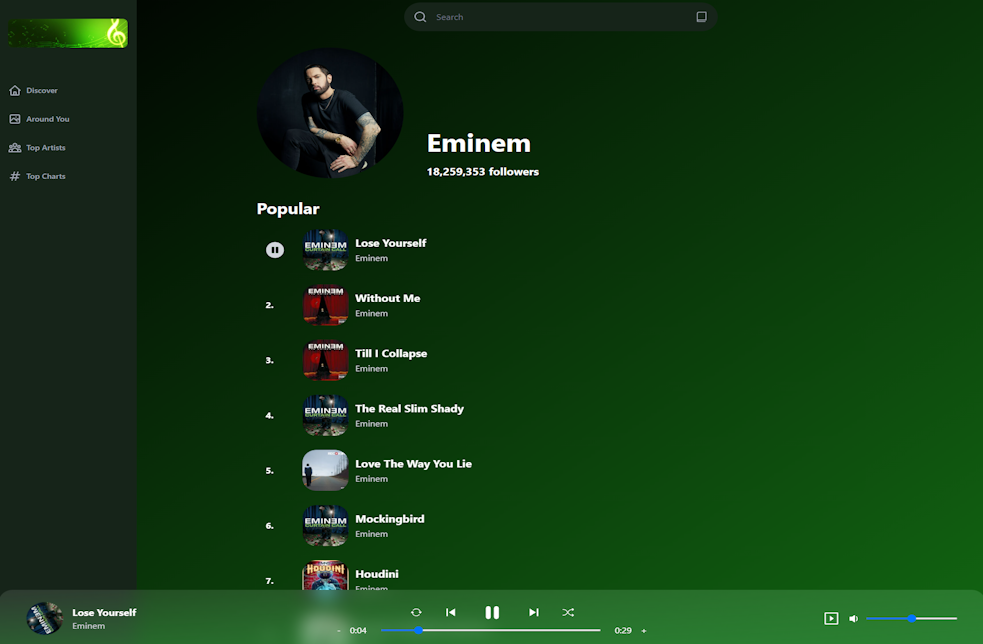 Search
Discover
Around You
Top Artists
Top Charts
Eminem
18,259,353 followers
Popular
EMINEM
CURTAIN CALL
Lose Yourself
Eminem
2.
EMINEM
Without Me
Eminem
3.
EMINEM
Till I Collapse
Eminem
4.
EMINEM
CURTAIN CALL
The Real Slim Shady
Eminem
5.
Love The Way You Lie
Eminem
6.
EMINEM
CURTAIN CALL
Mockingbird
Eminem
7.
HOUDINI
Houdini
Eminem
EMINEM
Lose Yourself
Eminem
- 0:04
0:29 +